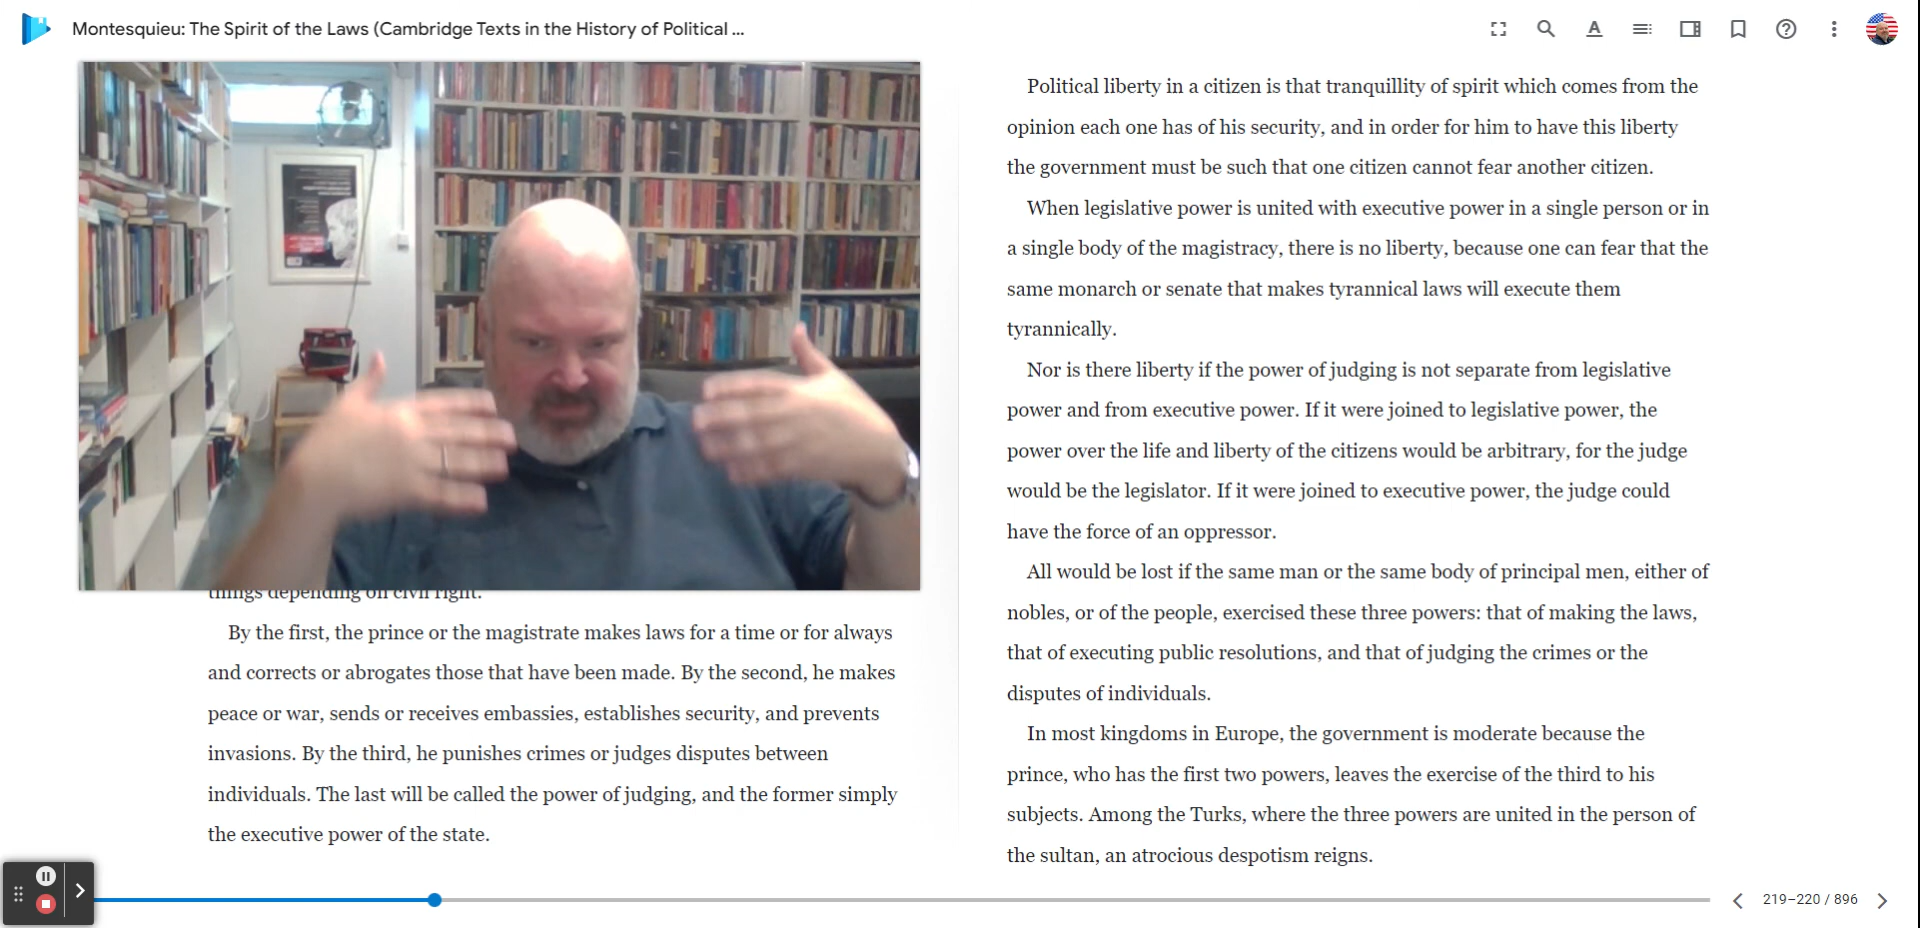 Montesquieu: The Spirit of the Laws (Cambridge Texts in the History of Political ...
things depending on civil right.
By the first, the prince or the magistrate makes laws for a time or for always
and corrects or abrogates those that have been made. By the second, he makes
peace or war, sends or receives embassies, establishes security, and prevents
invasions. By the third, he punishes crimes or judges disputes between
individuals. The last will be called the power of judging, and the former simply
the executive power of the state.
Political liberty in a citizen is that tranquillity of spirit which comes from the
opinion each one has of his security, and in order for him to have this liberty
the government must be such that one citizen cannot fear another citizen.
When legislative power is united with executive power in a single person or in
a single body of the magistracy, there is no liberty, because one can fear that the
same monarch or senate that makes tyrannical laws will execute them
tyrannically.
Nor is there liberty if the power of judging is not separate from legislative
power and from executive power. If it were joined to legislative power, the
power over the life and liberty of the citizens would be arbitrary, for the judge
would be the legislator. If it were joined to executive power, the judge could
have the force of an oppressor.
All would be lost if the same man or the same body of principal men, either of
nobles, or of the people, exercised these three powers: that of making the laws,
that of executing public resolutions, and that of judging the crimes or the
disputes of individuals.
In most kingdoms in Europe, the government is moderate because the
prince, who has the first two powers, leaves the exercise of the third to his
subjects. Among the Turks, where the three powers are united in the person of
the sultan, an atrocious despotism reigns.
219–220 / 896